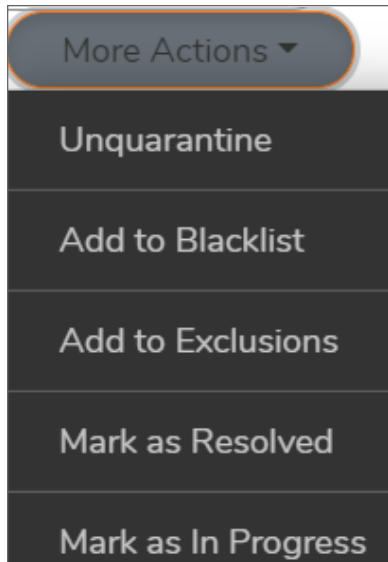 More Actions
Unquarantine
Add to Blacklist
Add to Exclusions
Mark as Resolved
Mark as In Progress